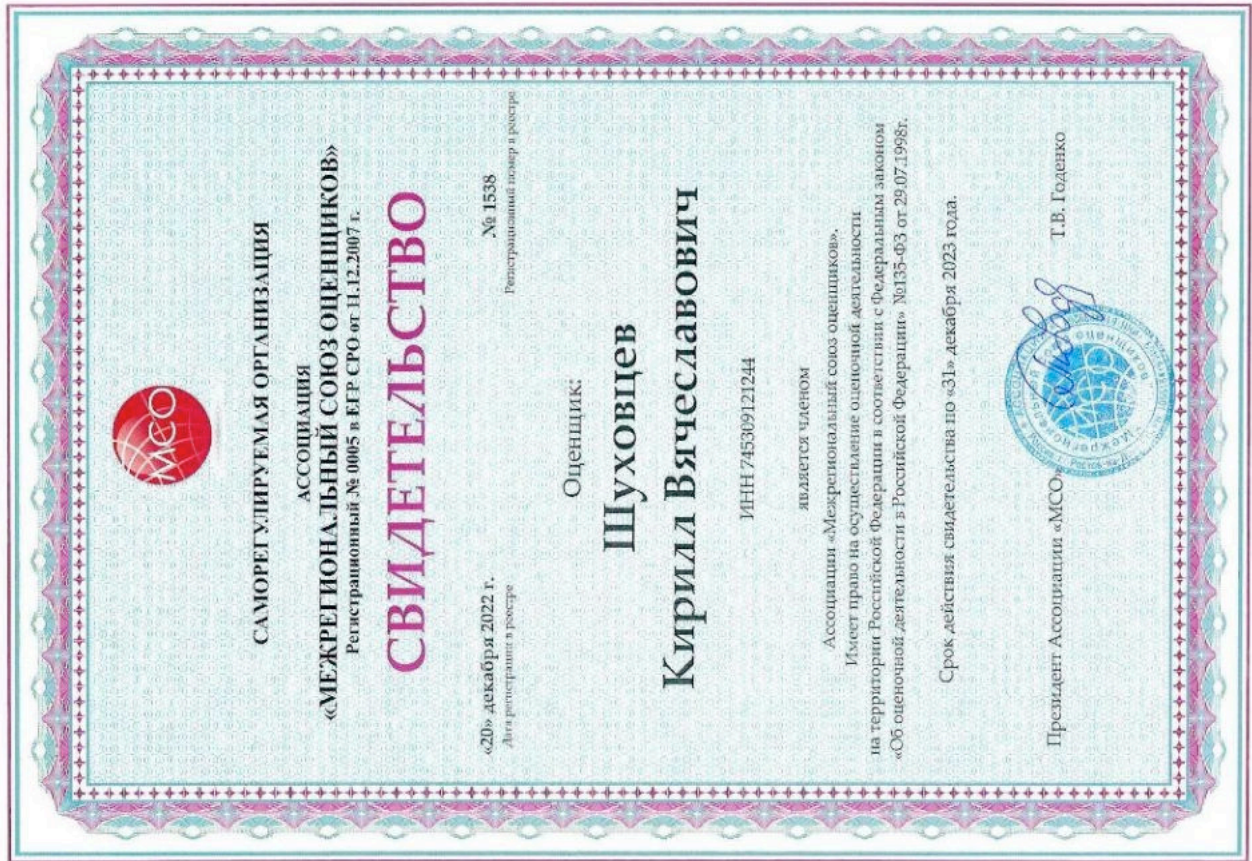 МСО
САМОРЕГУЛИРУЕМАЯ ОРГАНИЗАЦИЯ
АССОЦИАЦИЯ
«МЕЖРЕГИОНАЛЬНЫЙ СОЮЗ ОЦЕНЩИКОВ»
Регистрационный № 0005 в ЕГР СРО от 11.12.2007 г.
СВИДЕТЕЛЬСТВО
«20» декабря 2022 г. № 1538
Дата регистрации в реестре Регистрационный номер в реестре
Оценщик:
Шуховцев
Кирилл Вячеславович
ИНН 745309121244
является членом
Ассоциации «Межрегиональный союз оценщиков».
Имеет право на осуществление оценочной деятельности
на территории Российской Федерации в соответствии с Федеральным законом
«Об оценочной деятельности в Российской Федерации» №135-ФЗ от 29.07.1998г.
Срок действия свидетельства по «31» декабря 2023 года.
Президент Ассоциации «МСО» Т.В. Годенко